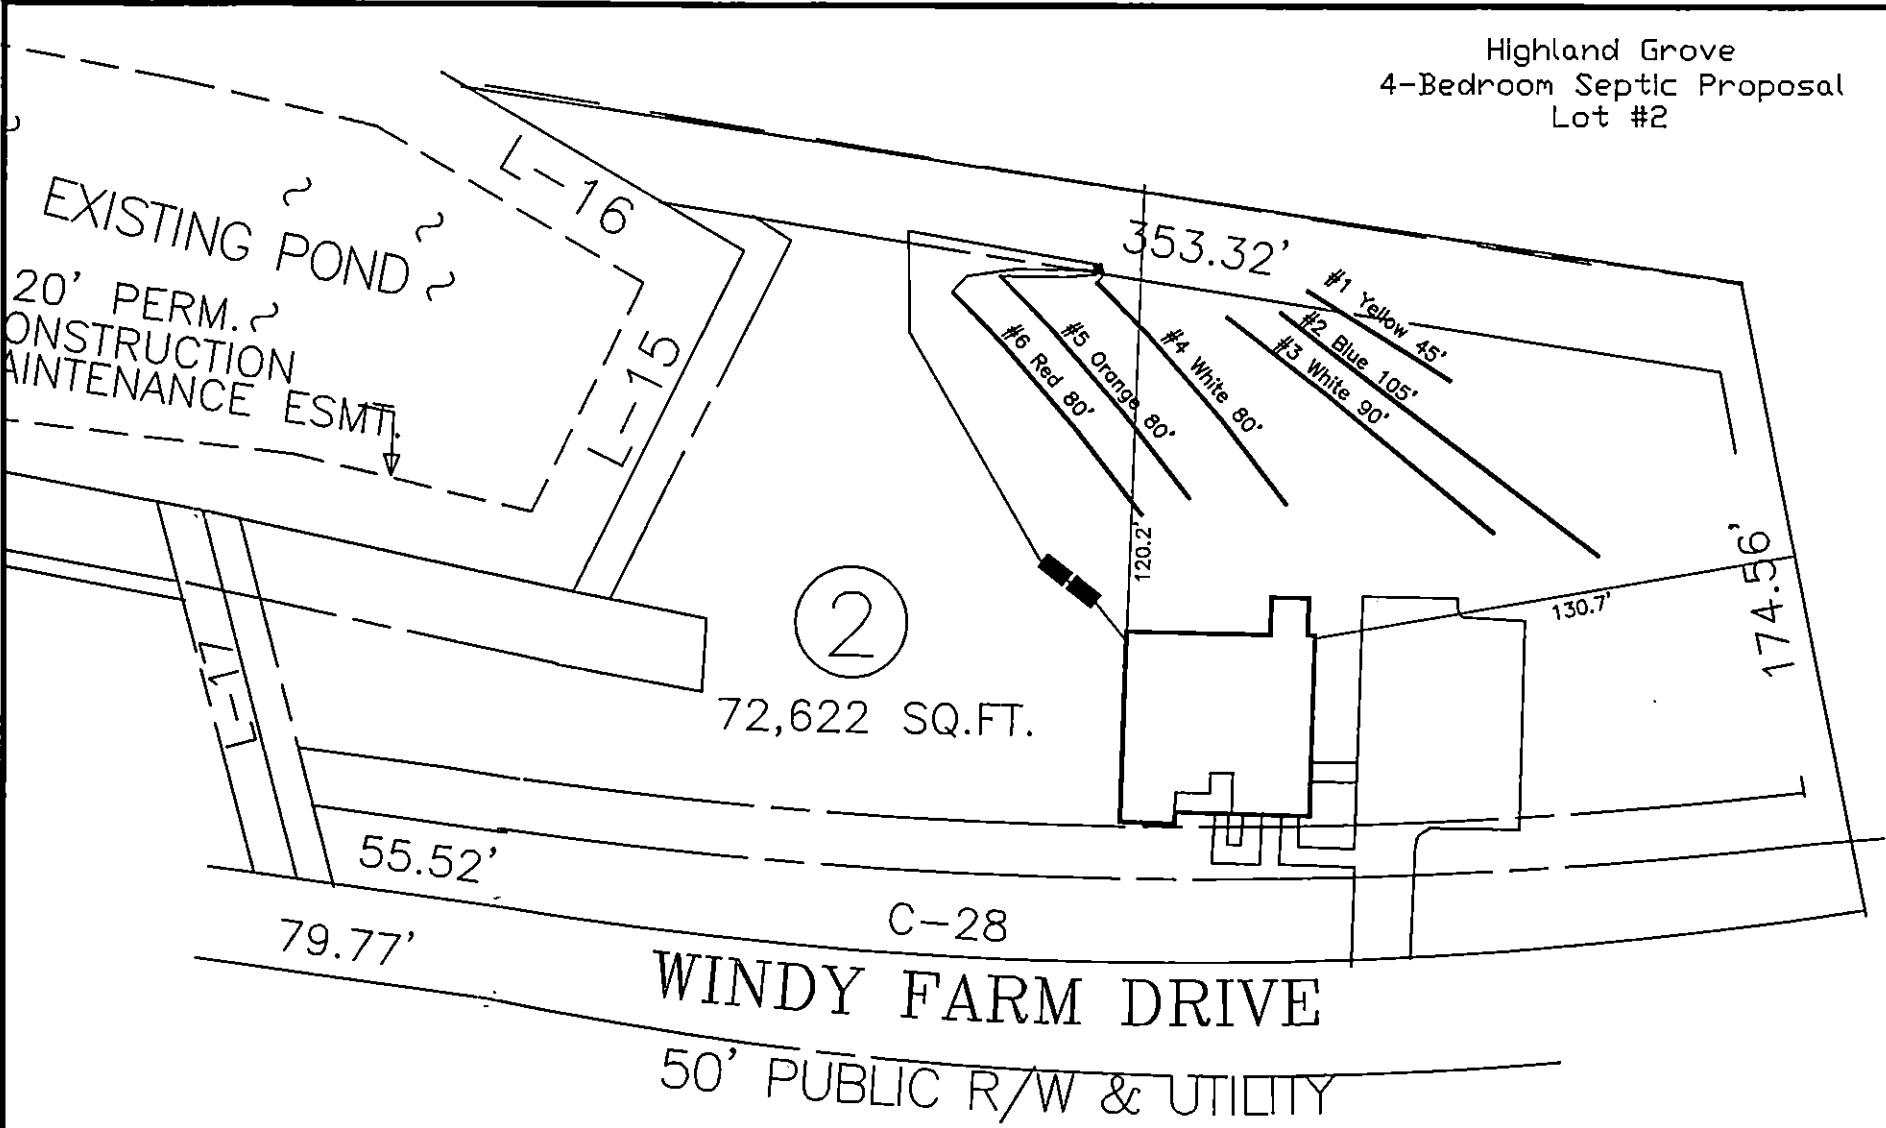 Highland Grove
4-Bedroom Septic Proposal
Lot #2
L-16
EXISTING POND
20' PERM.
ONSTRUCTION
AINTENANCE ESMT.
L-15
353.32'
#1 Yellow 45'
#2 Blue 105'
#3 White 90'
#4 White 80'
#5 Orange 80'
#6 Red 80'
120.2'
130.7'
174.56'
2
72,622 SQ.FT.
L-17
55.52'
79.77'
C-28
WINDY FARM DRIVE
50' PUBLIC R/W & UTILITY